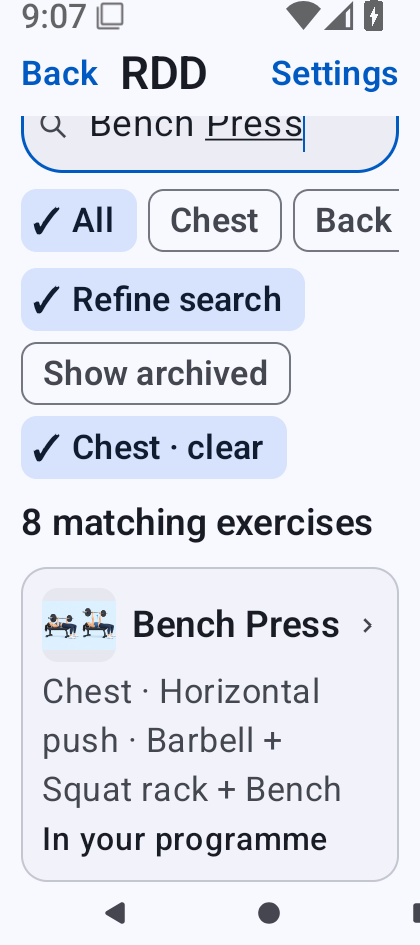 9:07
Back RDD Settings
Bench Press
✓ All Chest Back
✓ Refine search
Show archived
✓ Chest · clear
8 matching exercises
Bench Press ›
Chest · Horizontal
push · Barbell +
Squat rack + Bench
In your programme